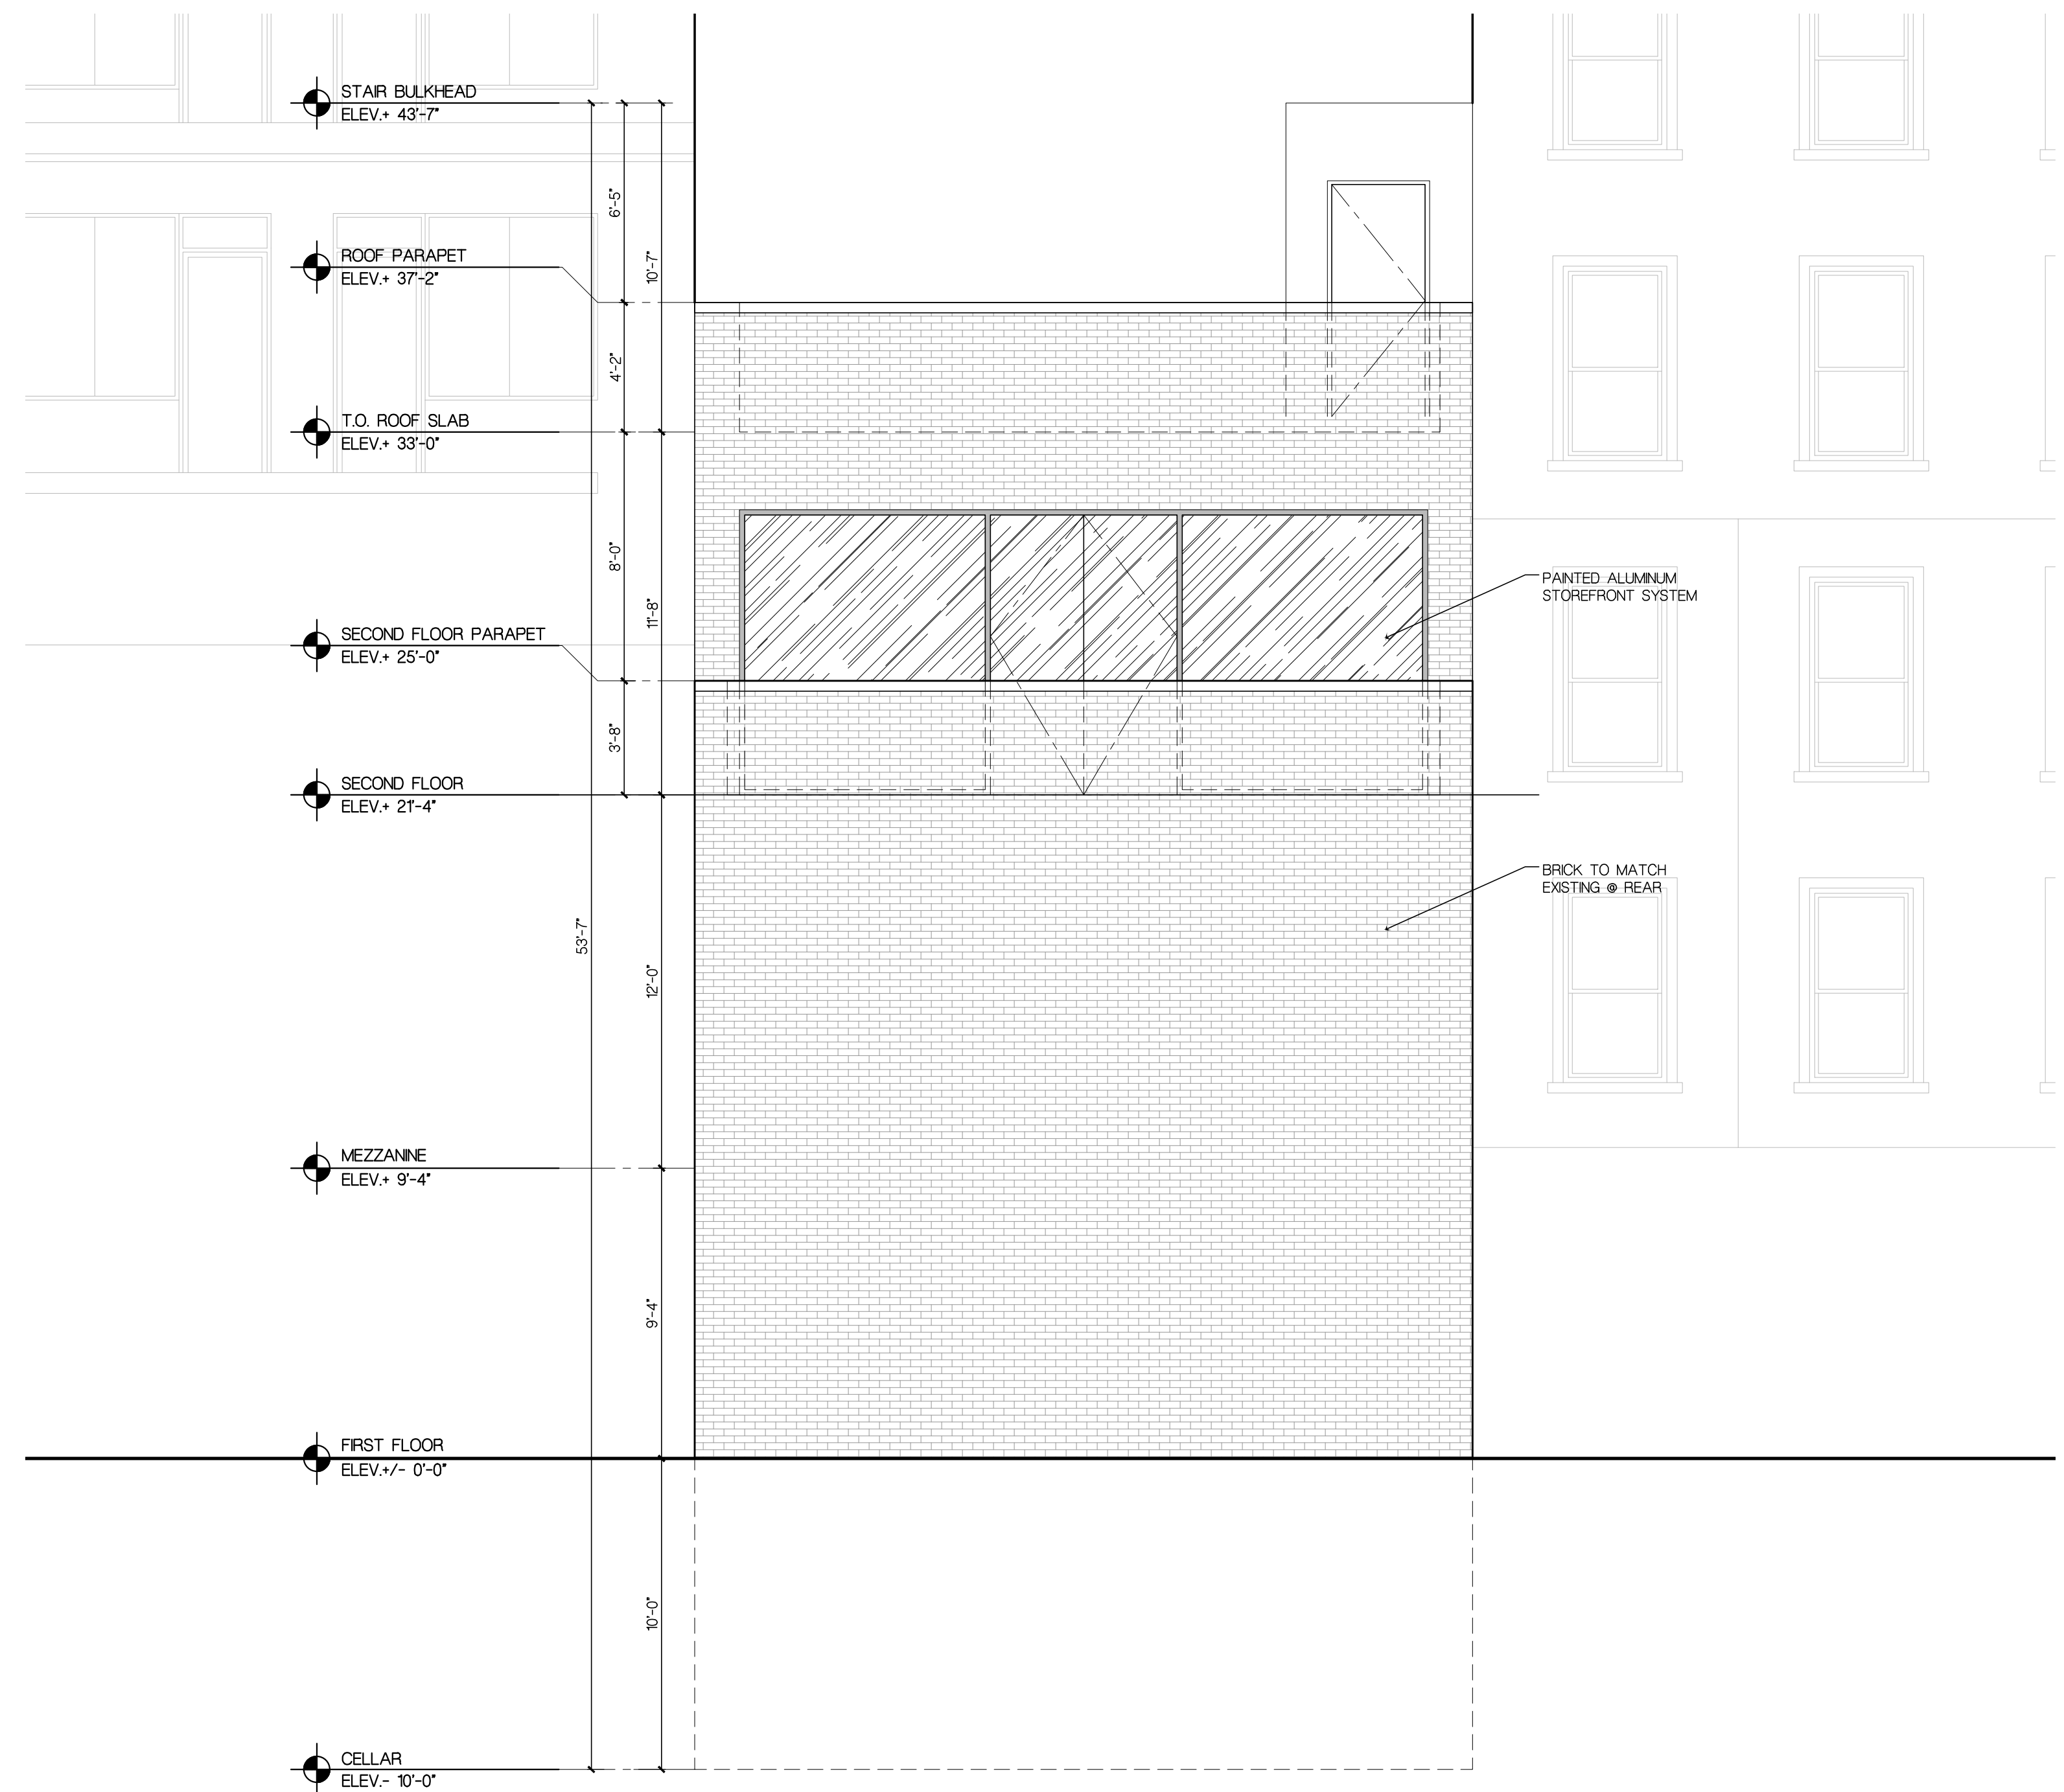 STAIR BULKHEAD
ELEV.+ 43'-7"
6'-5"
ROOF PARAPET
ELEV.+ 37'-2"
10'-7"
4'-2"
T.O. ROOF SLAB
ELEV.+ 33'-0"
8'-0"
PAINTED ALUMINUM
STOREFRONT SYSTEM
11'-8"
SECOND FLOOR PARAPET
ELEV.+ 25'-0"
3'-8"
SECOND FLOOR
ELEV.+ 21'-4"
BRICK TO MATCH
EXISTING @ REAR
53'-7"
12'-0"
MEZZANINE
ELEV.+ 9'-4"
9'-4"
FIRST FLOOR
ELEV.+/- 0'-0"
10'-0"
CELLAR
ELEV.- 10'-0"